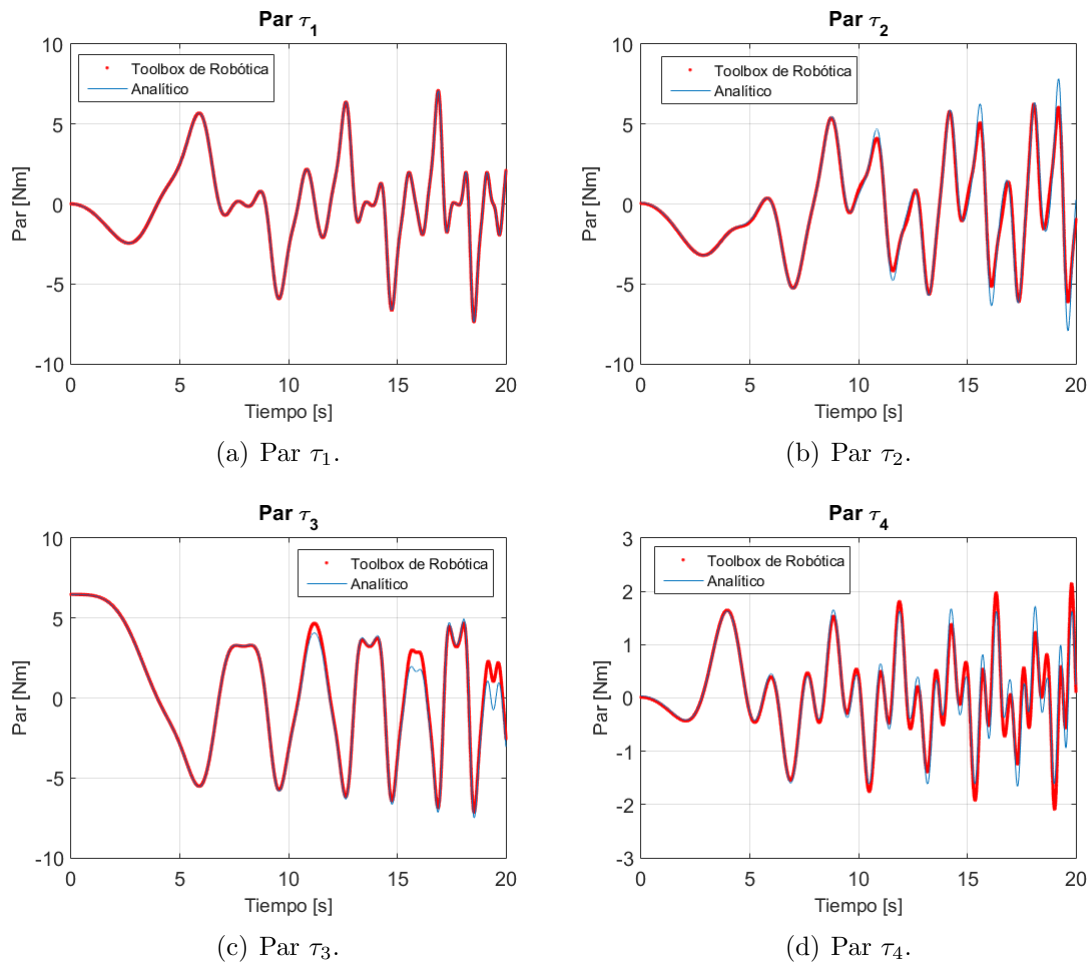 Par τ1
10
5
0
-5
-10
Par [Nm]
Toolbox de Robótica
Analítico
0 5 10 15 20
Tiempo [s]
(a) Par τ1.
Par τ2
10
5
0
-5
-10
Par [Nm]
Toolbox de Robótica
Analítico
0 5 10 15 20
Tiempo [s]
(b) Par τ2.
Par τ3
10
5
0
-5
-10
Par [Nm]
Toolbox de Robótica
Analítico
0 5 10 15 20
Tiempo [s]
(c) Par τ3.
Par τ4
3
2
1
0
-1
-2
-3
Par [Nm]
Toolbox de Robótica
Analítico
0 5 10 15 20
Tiempo [s]
(d) Par τ4.